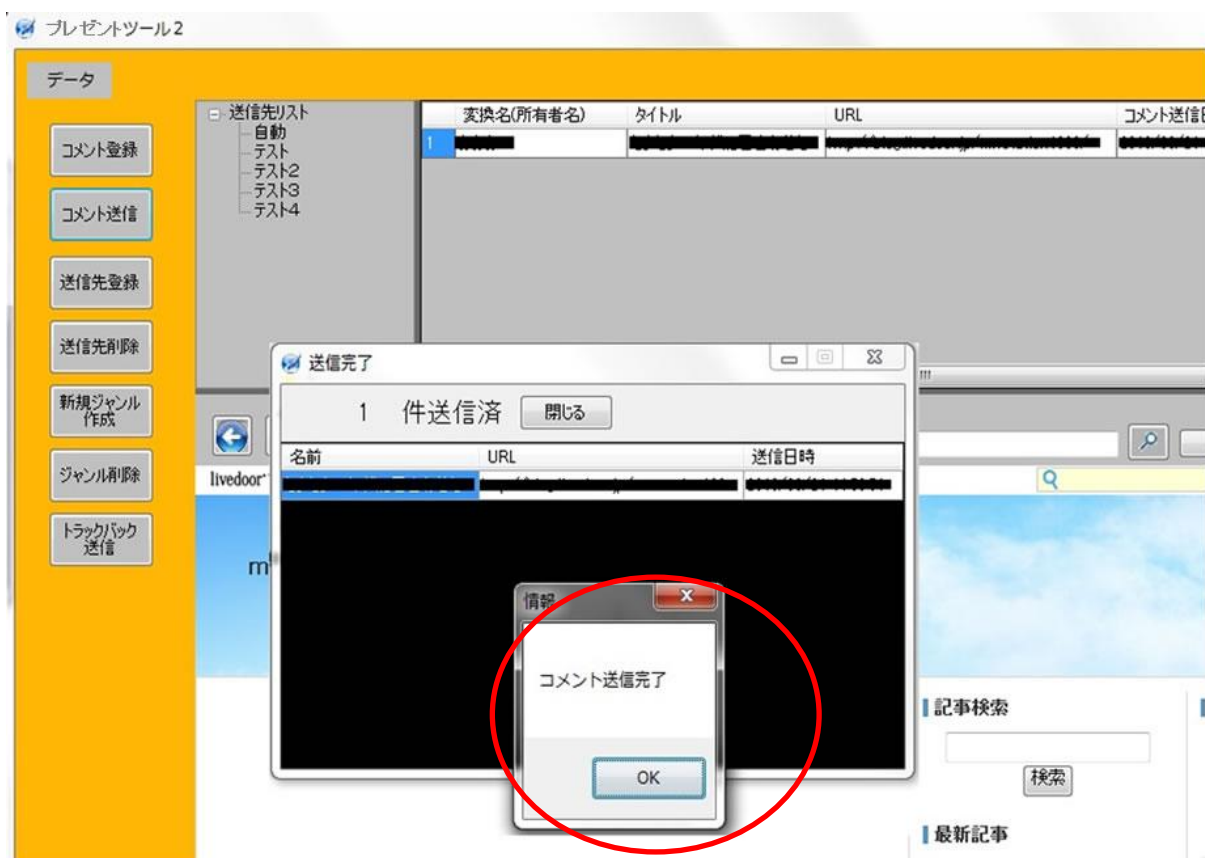 プレゼントツール2
データ
コメント登録
コメント送信
送信先登録
送信先削除
新規ジャンル
作成
ジャンル削除
トラックバック
送信
送信先リスト
自動
テスト
テスト2
テスト3
テスト4
変換名(所有者名) タイトル URL コメント送信日
1
送信完了
1 件送信済 閉じる
名前 URL 送信日時
livedoor
m
情報
コメント送信完了
OK
記事検索
検索
最新記事